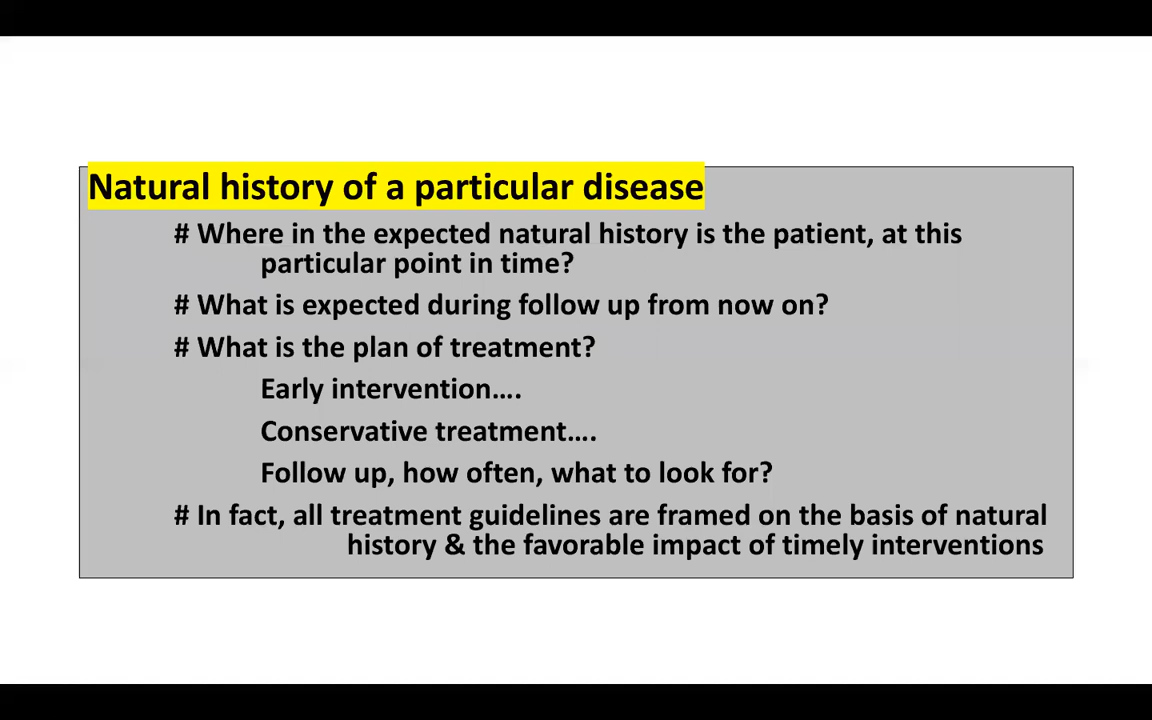 Natural history of a particular disease
# Where in the expected natural history is the patient, at this
particular point in time?
# What is expected during follow up from now on?
# What is the plan of treatment?
Early intervention....
Conservative treatment....
Follow up, how often, what to look for?
# In fact, all treatment guidelines are framed on the basis of natural
history & the favorable impact of timely interventions